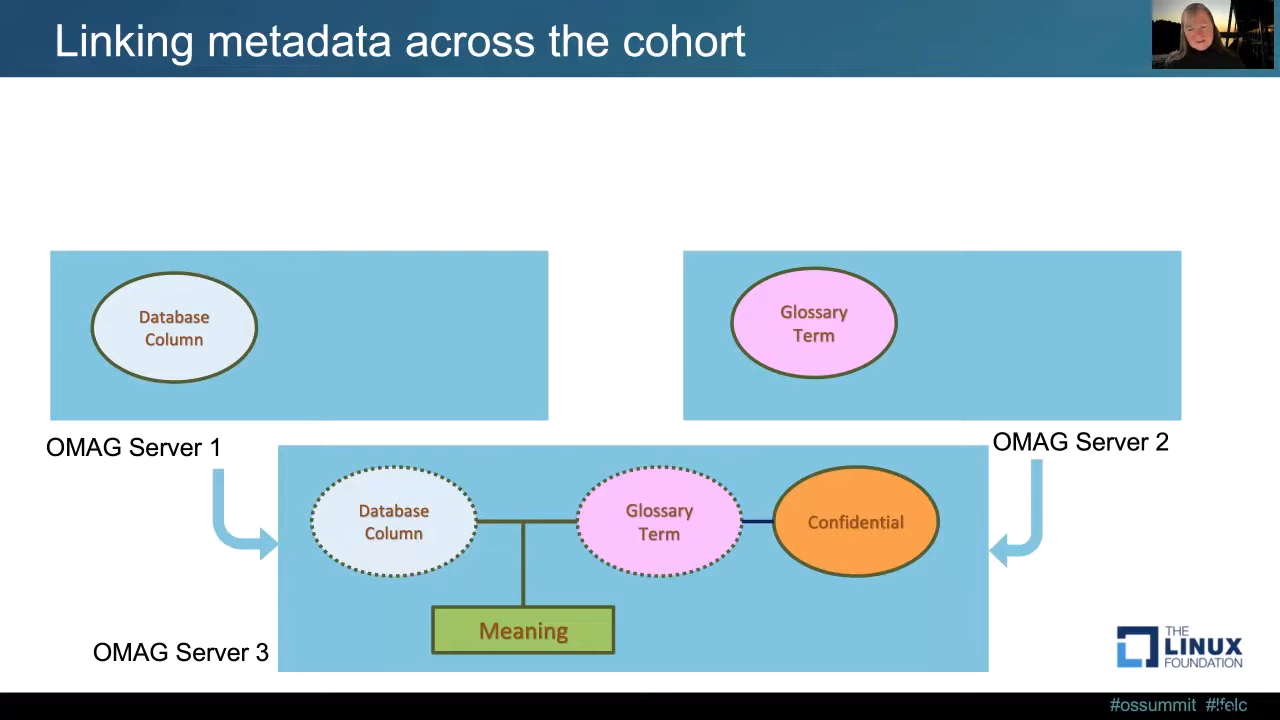 Linking metadata across the cohort
Database
Column
Glossary
Term
OMAG Server 1
OMAG Server 2
Database
Column
Glossary
Term
Confidential
Meaning
OMAG Server 3
THE
LINUX
FOUNDATION
#ossummit